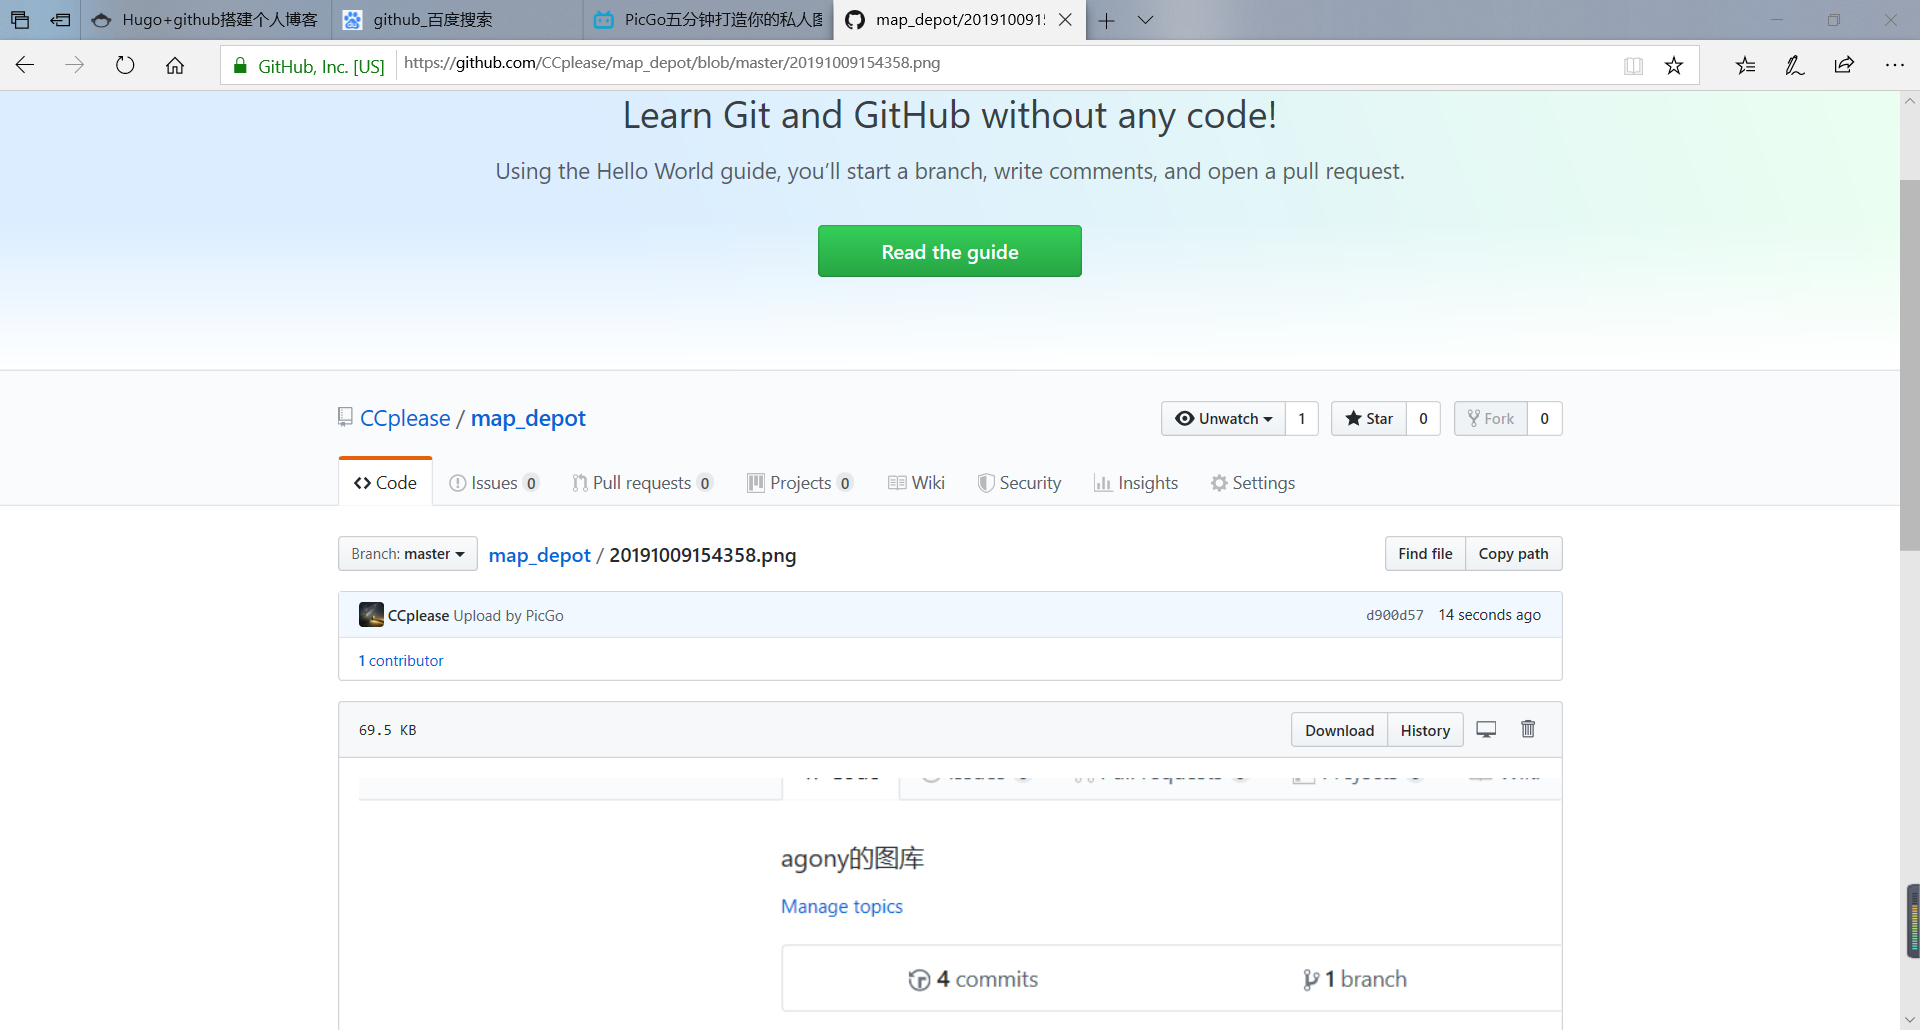 Hugo+github搭建个人博客
github_百度搜索
PicGo五分钟打造你的私人图
map_depot/2019100915
GitHub, Inc. [US]
https://github.com/CCplease/map_depot/blob/master/20191009154358.png
Learn Git and GitHub without any code!
Using the Hello World guide, you’ll start a branch, write comments, and open a pull request.
Read the guide
CCplease / map_depot
Unwatch 1
Star 0
Fork 0
Code
Issues 0
Pull requests 0
Projects 0
Wiki
Security
Insights
Settings
Branch: master
map_depot / 20191009154358.png
Find file
Copy path
CCplease Upload by PicGo
d900d57 14 seconds ago
1 contributor
69.5 KB
Download
History
agony的图库
Manage topics
4 commits
1 branch